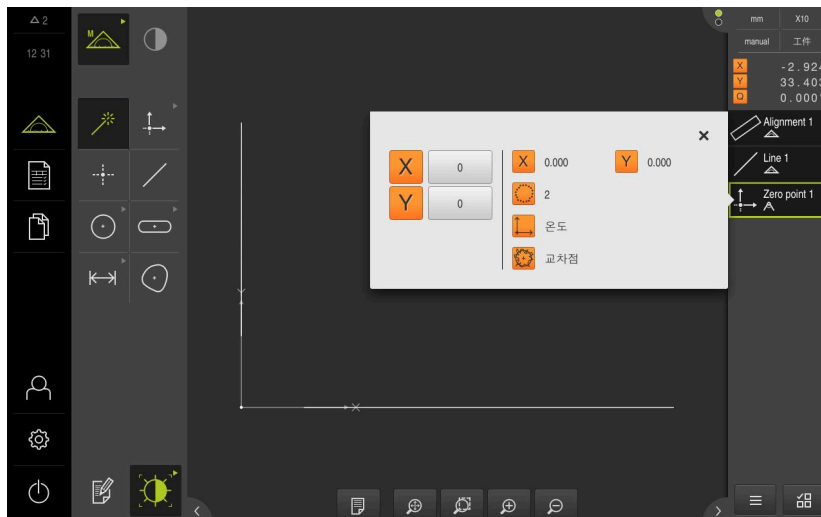 2
12 31
M
mm X10
manual 工件
X -2.924
Y 33.403
Q 0.000°
Alignment 1
Line 1
Zero point 1
X 0
Y 0
X 0.000 Y 0.000
2
온도
교차점
Y
X